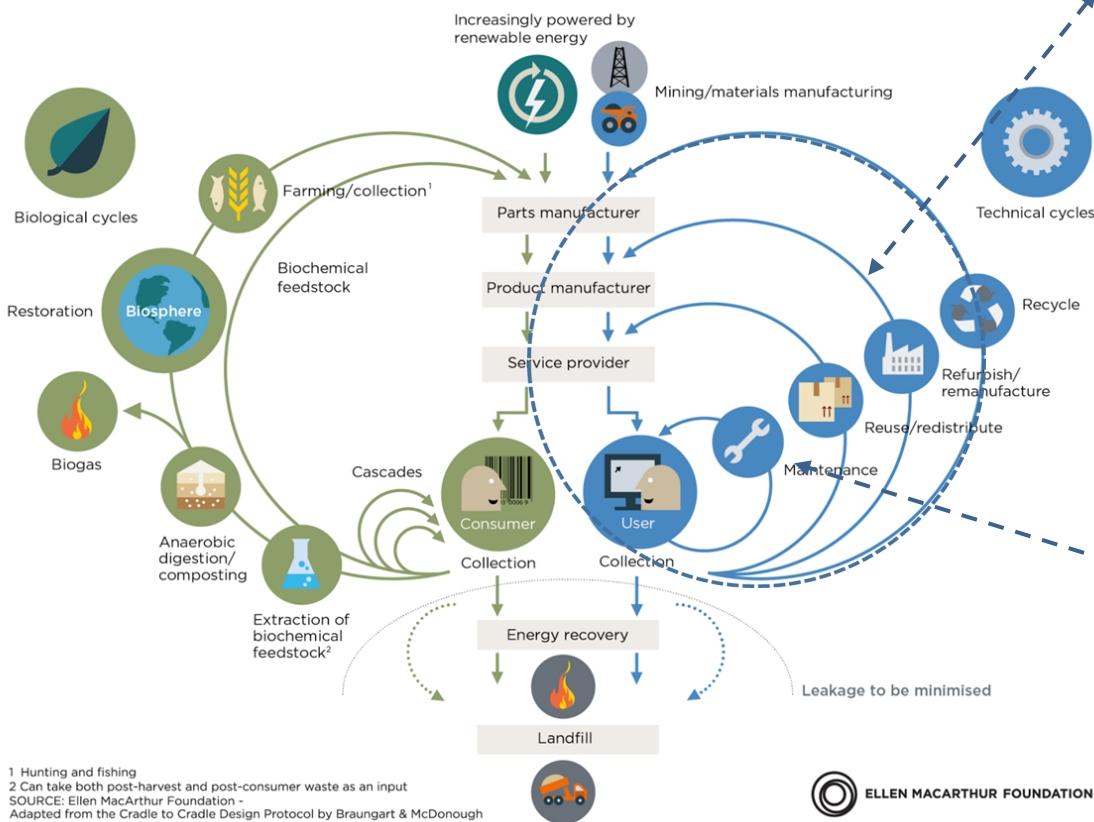 Increasingly powered by
renewable energy
Mining/materials manufacturing
Biological cycles
Technical cycles
Farming/collection¹
Parts manufacturer
Biochemical
feedstock
Product manufacturer
Restoration
Biosphere
Recycle
Service provider
Refurbish/
remanufacture
Reuse/redistribute
Biogas
Cascades
Maintenance
Consumer
User
Anaerobic
digestion/
composting
Collection
Collection
Extraction of
biochemical
feedstock²
Energy recovery
Leakage to be minimised
Landfill
1 Hunting and fishing
2 Can take both post-harvest and post-consumer waste as an input
SOURCE: Ellen MacArthur Foundation -
Adapted from the Cradle to Cradle Design Protocol by Braungart & McDonough
ELLEN MACARTHUR FOUNDATION